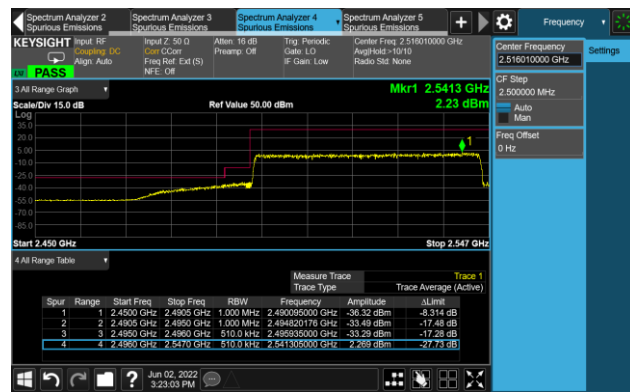 Spectrum Analyzer 2
Spurious Emissions
Spectrum Analyzer 3
Spurious Emissions
Spectrum Analyzer 4
Spurious Emissions
Spectrum Analyzer 5
Spurious Emissions
Frequency
KEYSIGHT
Input: RF
Coupling: DC
Align: Auto
Input Z: 50 Ω
Corr CCorr
Freq Ref: Ext (S)
NFE: Off
Atten: 16 dB
Preamp: Off
Trig: Periodic
Gate: LO
IF Gain: Low
Center Freq: 2.516010000 GHz
Avg|Hold:>10/10
Radio Std: None
PASS
Center Frequency
2.516010000 GHz
Settings
CF Step
2.500000 MHz
Auto
Man
Freq Offset
0 Hz
3 All Range Graph
Mkr1 2.5413 GHz
Scale/Div 15.0 dB
Ref Value 50.00 dBm
2.23 dBm
Log
35.0
20.0
5.00
-10.0
-25.0
-40.0
-55.0
-70.0
-85.0
1
Start 2.450 GHz
Stop 2.547 GHz
4 All Range Table
Measure Trace Trace 1
Trace Type Trace Average (Active)
Spur Range Start Freq Stop Freq RBW Frequency Amplitude ΔLimit
1 1 2.4500 GHz 2.4905 GHz 1.000 MHz 2.490095000 GHz -36.32 dBm -8.314 dB
2 2 2.4905 GHz 2.4950 GHz 1.000 MHz 2.494820176 GHz -33.49 dBm -17.48 dB
3 3 2.4950 GHz 2.4960 GHz 510.0 kHz 2.495935000 GHz -33.29 dBm -17.28 dB
4 4 2.4960 GHz 2.5470 GHz 510.0 kHz 2.541305000 GHz 2.269 dBm -27.73 dB
Jun 02, 2022
3:23:03 PM